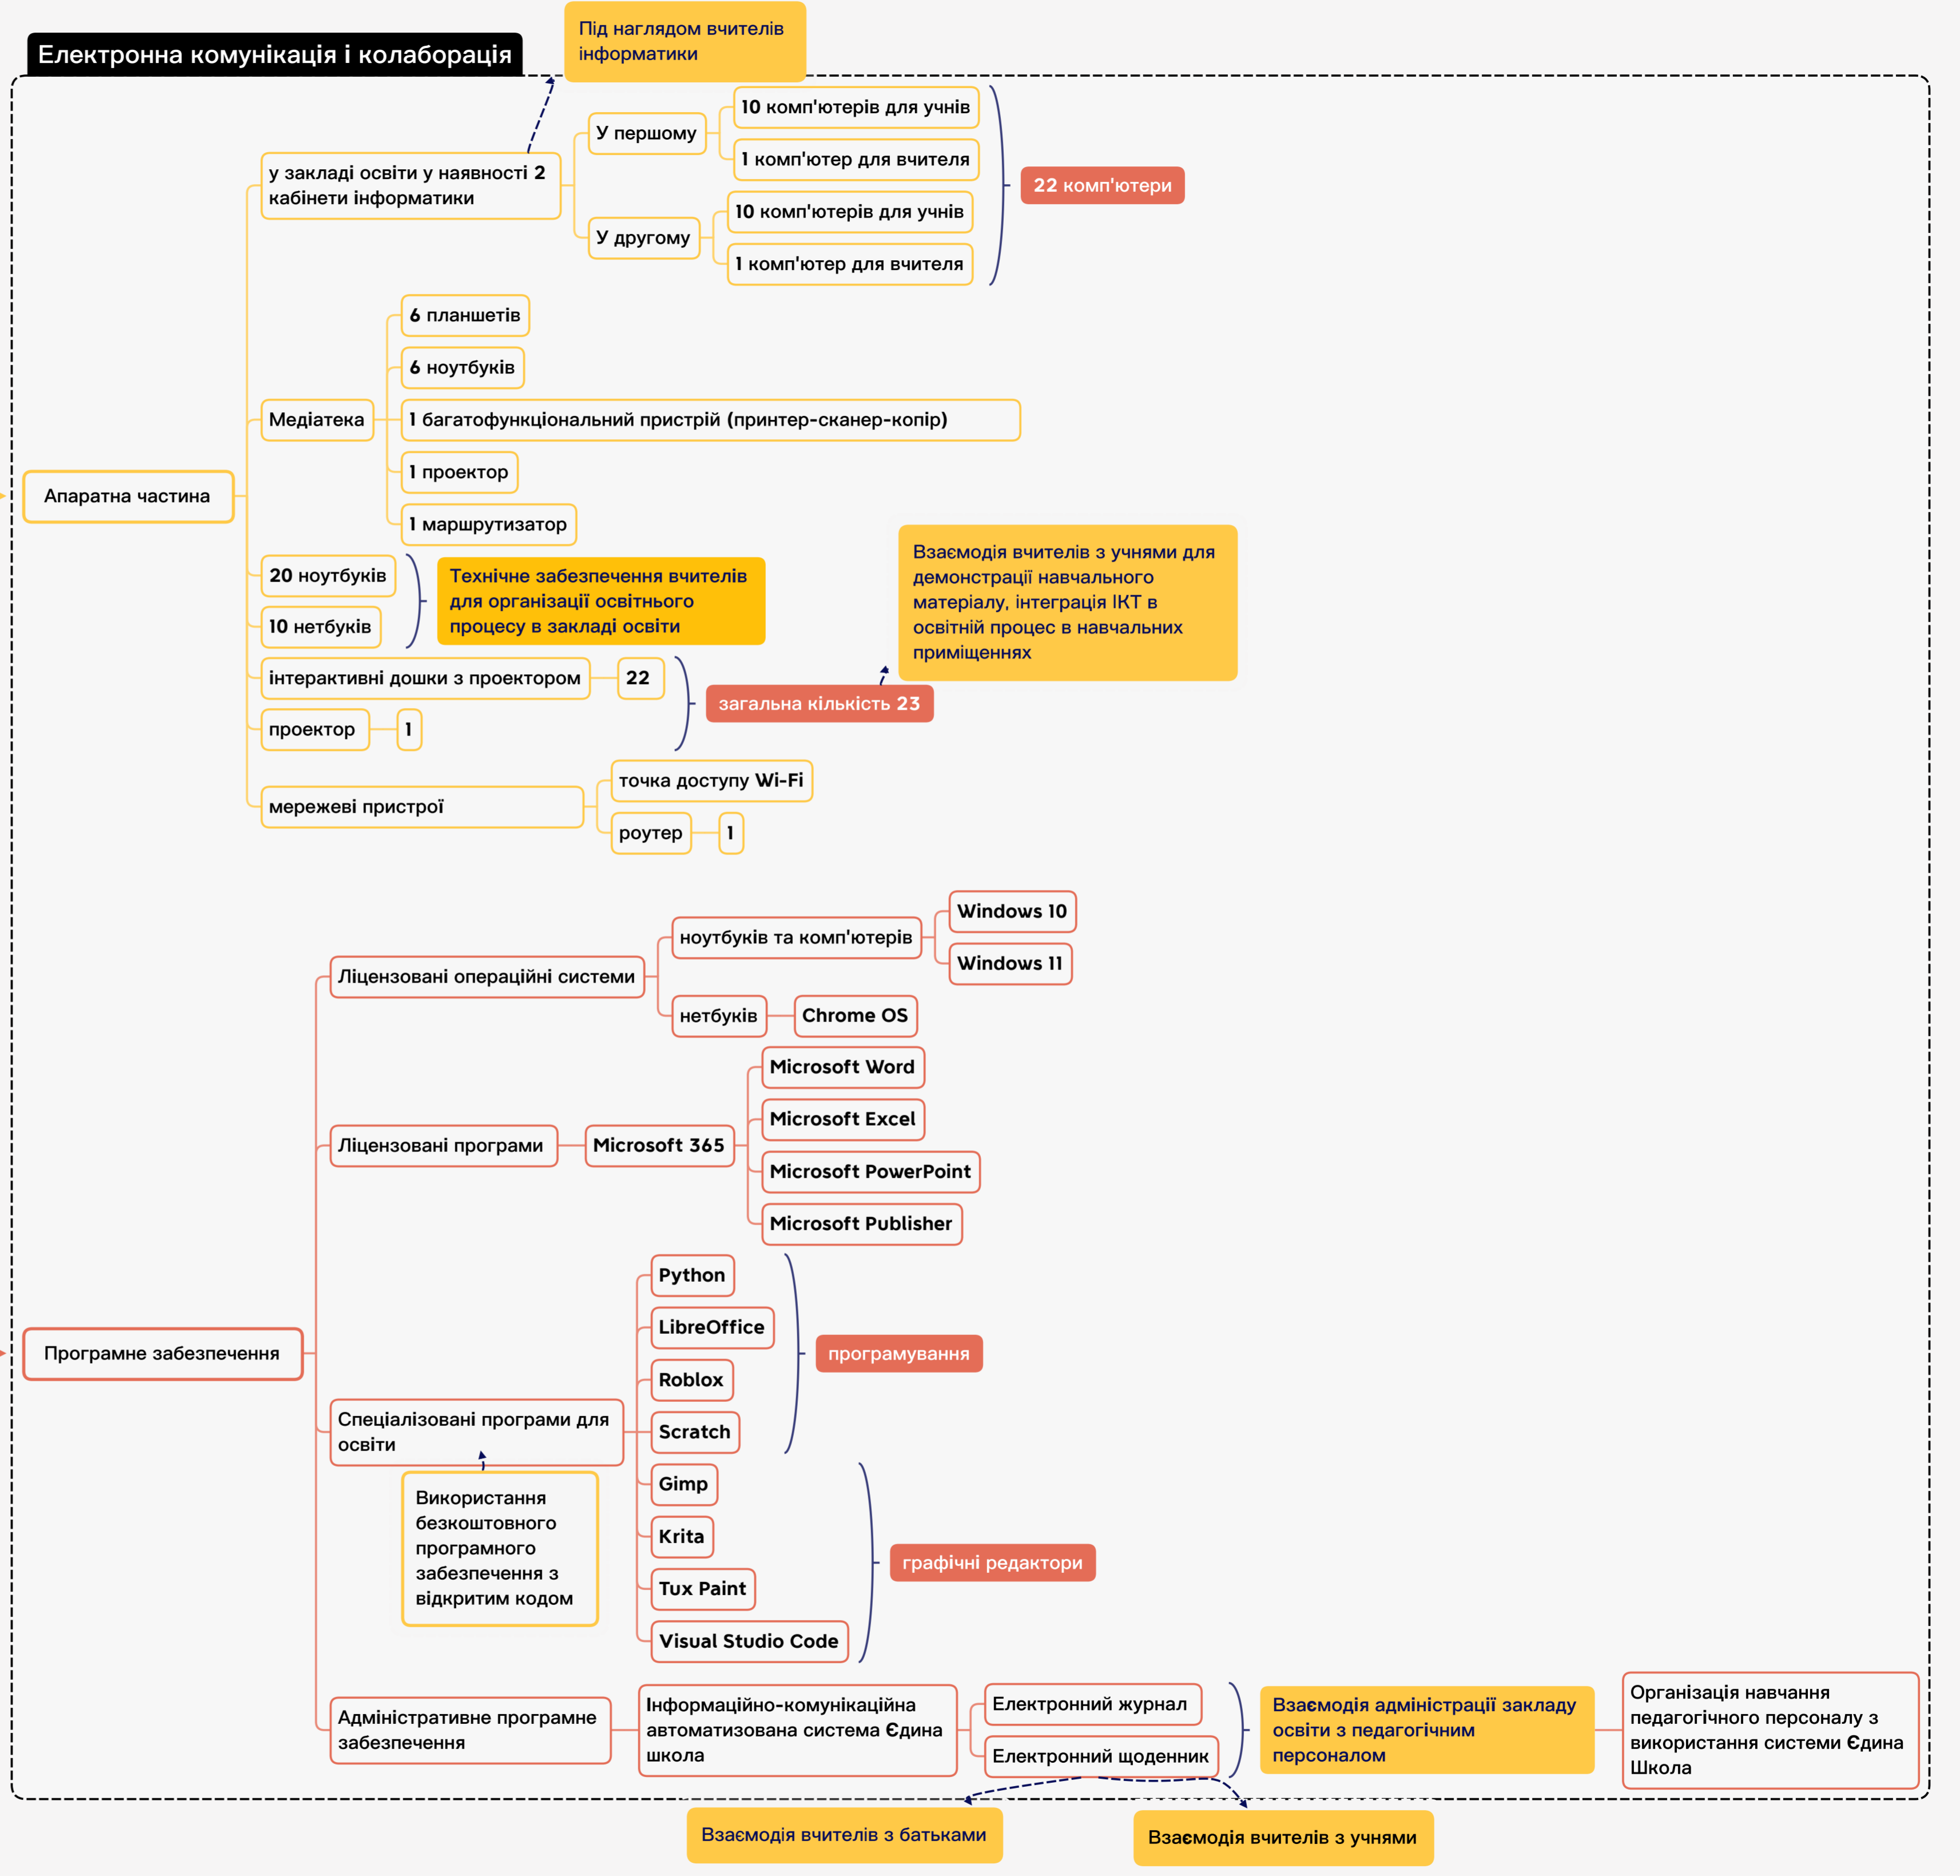 Під наглядом вчителів
інформатики
Електронна комунікація і колаборація
Апаратна частина
у закладі освіти у наявності 2
кабінети інформатики
У першому
10 комп'ютерів для учнів
1 комп'ютер для вчителя
У другому
10 комп'ютерів для учнів
1 комп'ютер для вчителя
22 комп'ютери
Медіатека
6 планшетів
6 ноутбуків
1 багатофункціональний пристрій (принтер-сканер-копір)
1 проектор
1 маршрутизатор
20 ноутбуків
10 нетбуків
Технічне забезпечення вчителів
для організації освітнього
процесу в закладі освіти
інтерактивні дошки з проектором
22
проектор
1
загальна кількість 23
Взаємодія вчителів з учнями для
демонстрації навчального
матеріалу, інтеграція ІКТ в
освітній процес в навчальних
приміщеннях
мережеві пристрої
точка доступу Wi-Fi
роутер
1
Програмне забезпечення
Ліцензовані операційні системи
ноутбуків та комп'ютерів
Windows 10
Windows 11
нетбуків
Chrome OS
Ліцензовані програми
Microsoft 365
Microsoft Word
Microsoft Excel
Microsoft PowerPoint
Microsoft Publisher
Спеціалізовані програми для
освіти
Використання
безкоштовного
програмного
забезпечення з
відкритим кодом
Python
LibreOffice
Roblox
Scratch
програмування
Gimp
Krita
Tux Paint
Visual Studio Code
графічні редактори
Адміністративне програмне
забезпечення
Інформаційно-комунікаційна
автоматизована система Єдина
школа
Електронний журнал
Електронний щоденник
Взаємодія адміністрації закладу
освіти з педагогічним
персоналом
Організація навчання
педагогічного персоналу з
використання системи Єдина
Школа
Взаємодія вчителів з батьками
Взаємодія вчителів з учнями